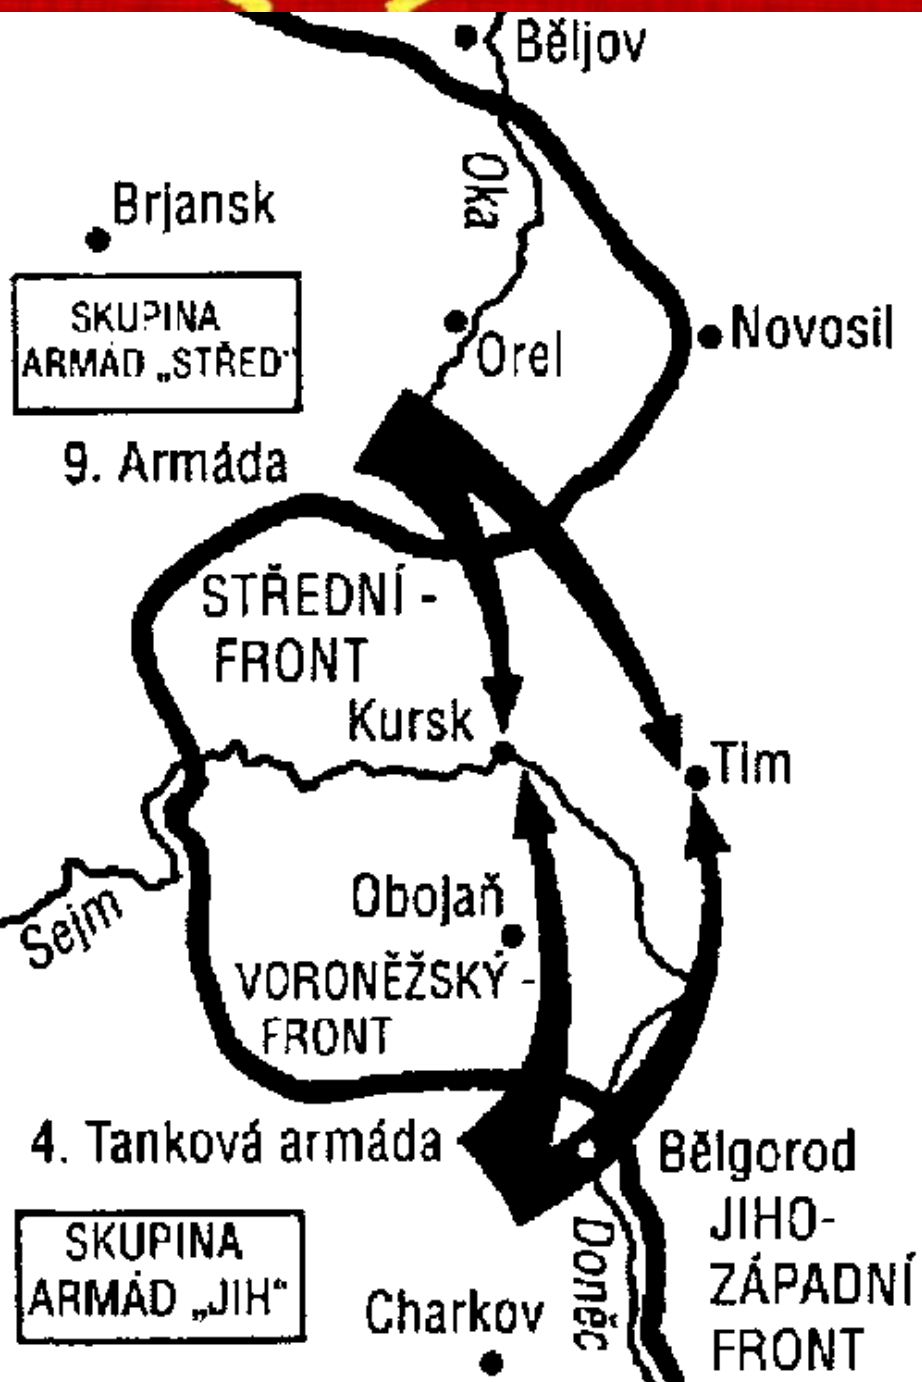 Běljov
Oka
Brjansk
SKUPINA
ARMÁD „STŘED“
Orel
Novosil
9. Armáda
STŘEDNÍ -
FRONT
Kursk
Tim
Sejm
Obojaň
VORONĚŽSKÝ -
FRONT
4. Tanková armáda
Bělgorod
SKUPINA
ARMÁD „JIH“
Doněc
JIHO-
ZÁPADNÍ
FRONT
Charkov